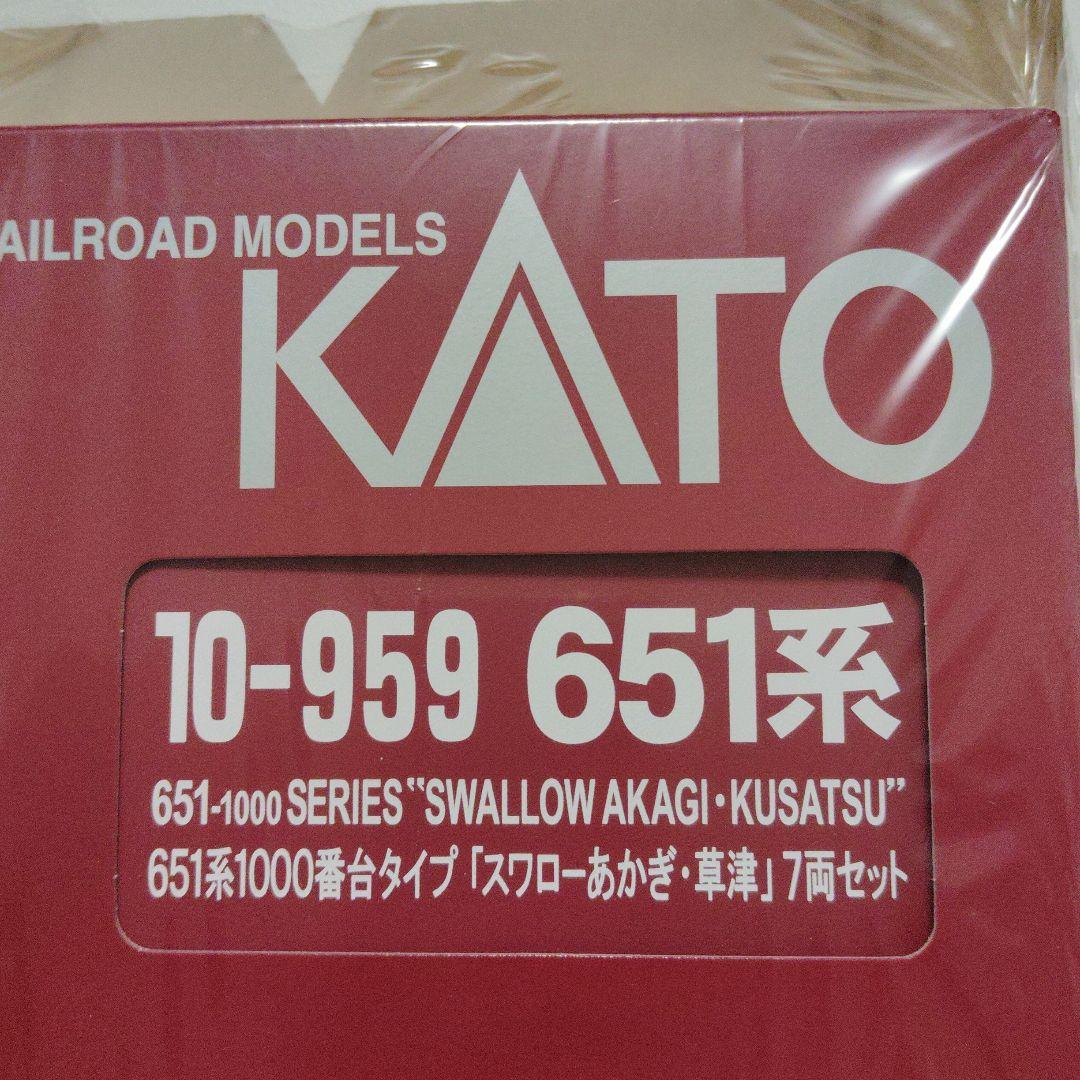 AILROAD MODELS
KATO
10-959 651系
651-1000 SERIES "SWALLOW AKAGI・KUSATSU"
651系1000番台タイプ「スワローあかぎ・草津」7両セット